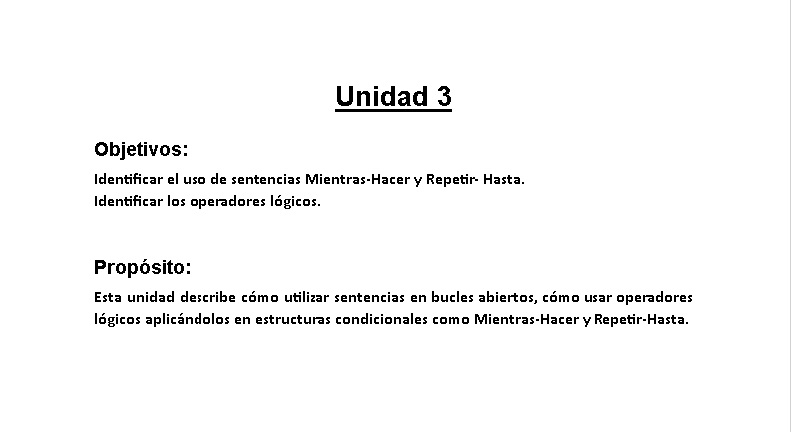 Unidad 3
Objetivos:
Identificar el uso de sentencias Mientras-Hacer y Repetir- Hasta.
Identificar los operadores lógicos.
Propósito:
Esta unidad describe cómo utilizar sentencias en bucles abiertos, cómo usar operadores
lógicos aplicándolos en estructuras condicionales como Mientras-Hacer y Repetir-Hasta.